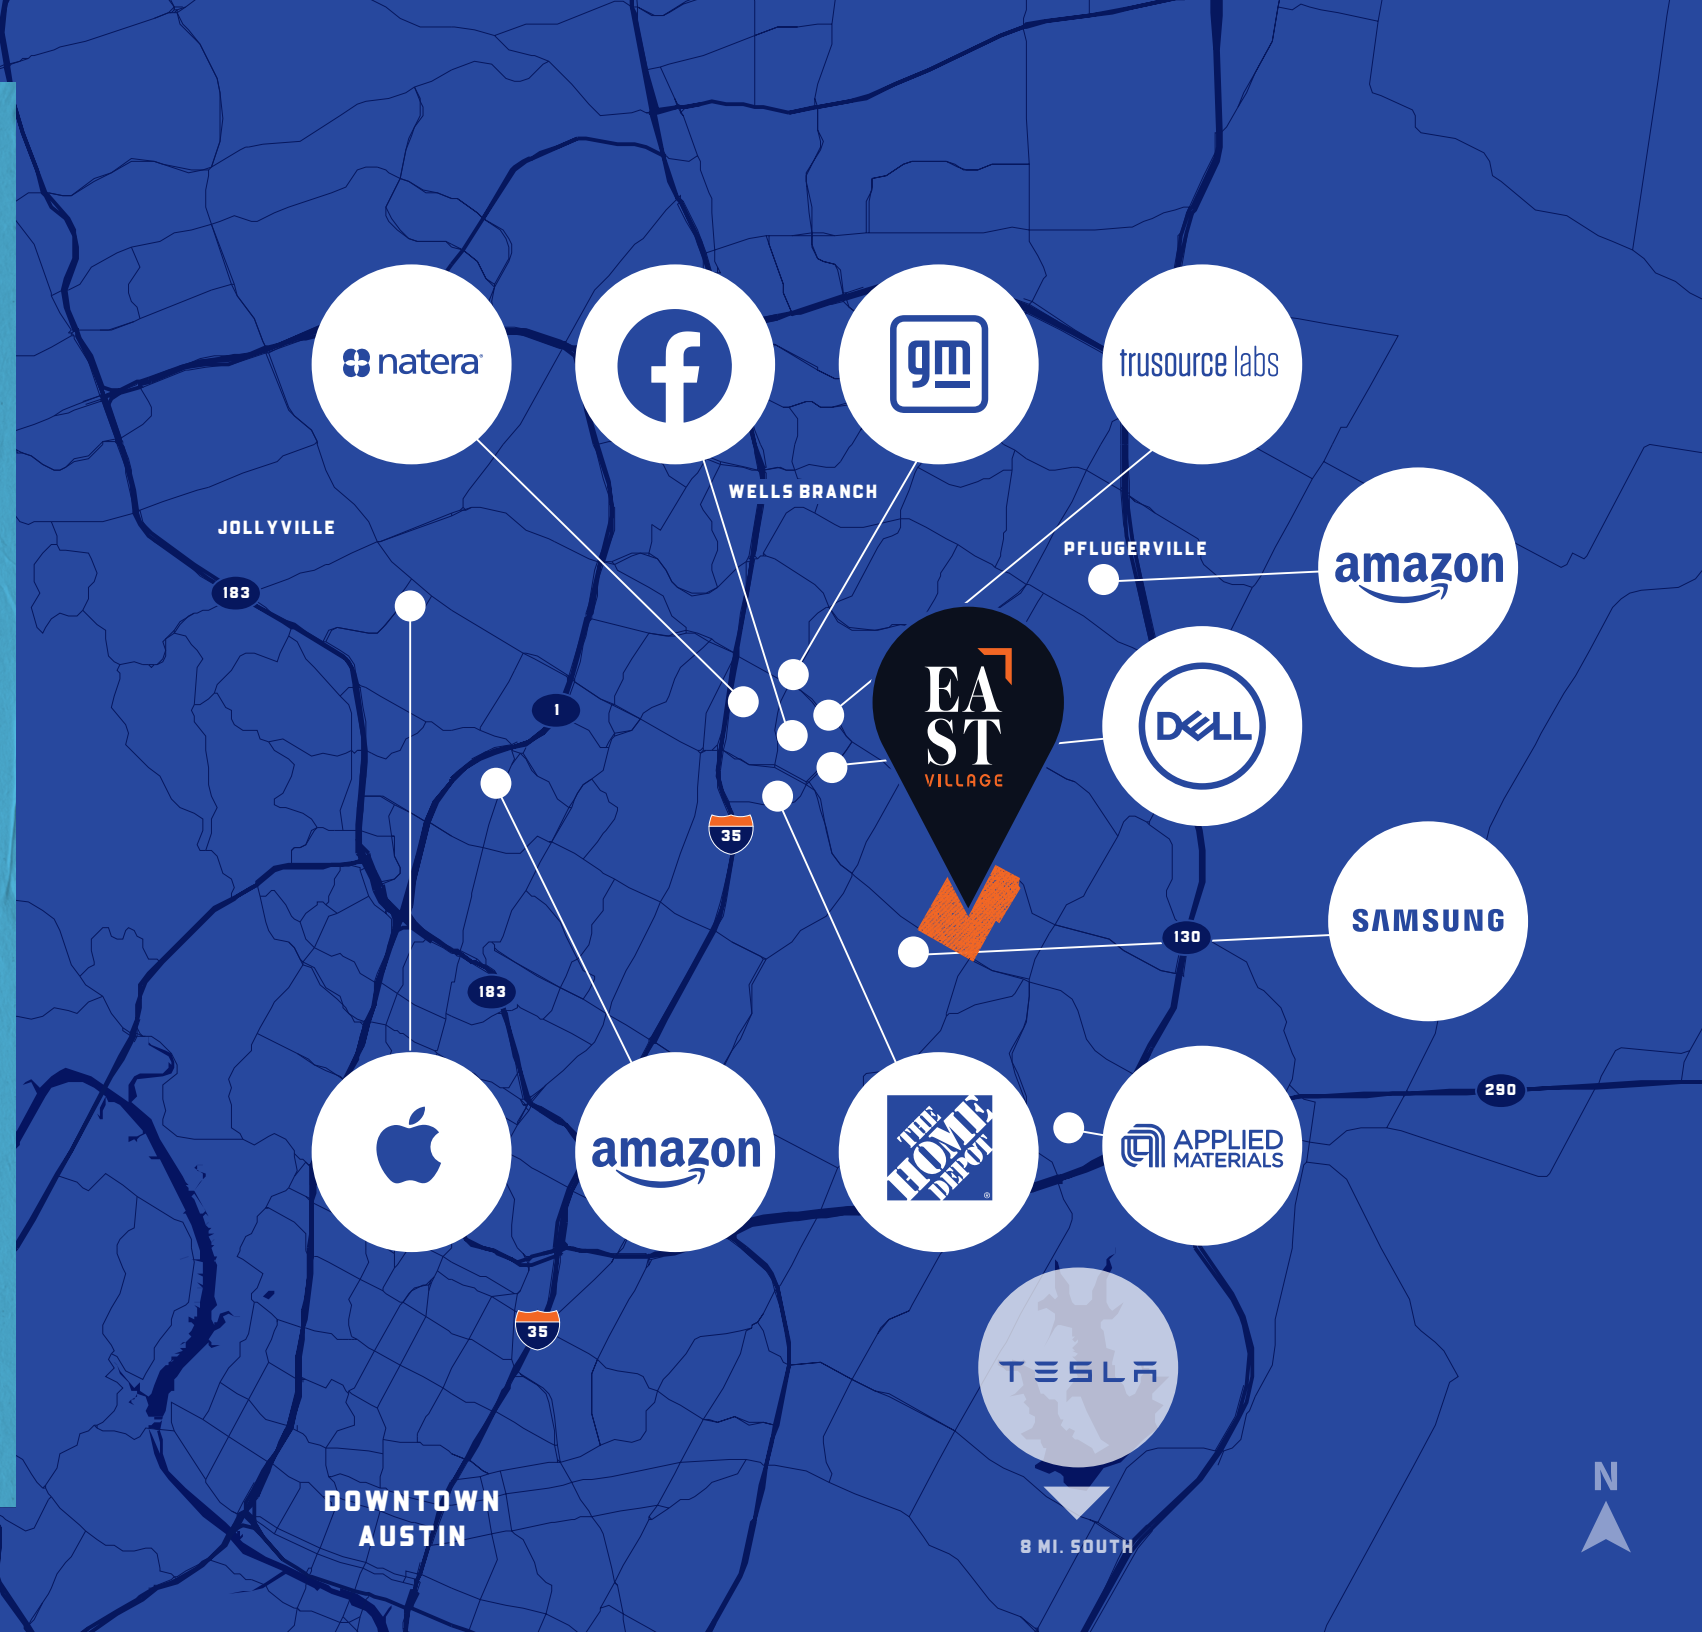 natera
f
gm
trusource labs
WELLS BRANCH
JOLLYVILLE
PFLUGERVILLE
amazon
183
EA
ST
VILLAGE
1
DELL
35
SAMSUNG
130
183
290
amazon
THE
HOME
DEPOT
®
APPLIED
MATERIALS
35
TESLA
N
DOWNTOWN
AUSTIN
8 MI. SOUTH